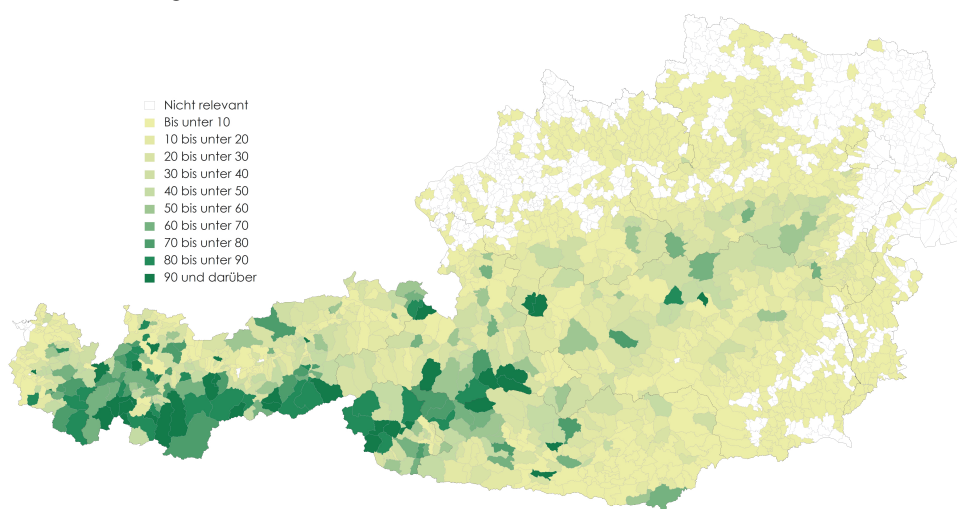 Nicht relevant
Bis unter 10
10 bis unter 20
20 bis unter 30
30 bis unter 40
40 bis unter 50
50 bis unter 60
60 bis unter 70
70 bis unter 80
80 bis unter 90
90 und darüber